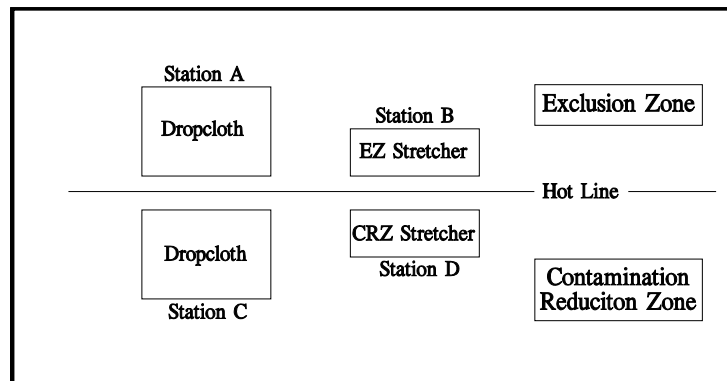 Station A
Dropcloth
Station B
EZ Stretcher
Exclusion Zone
Hot Line
Dropcloth
Station C
CRZ Stretcher
Station D
Contamination
Reduciton Zone